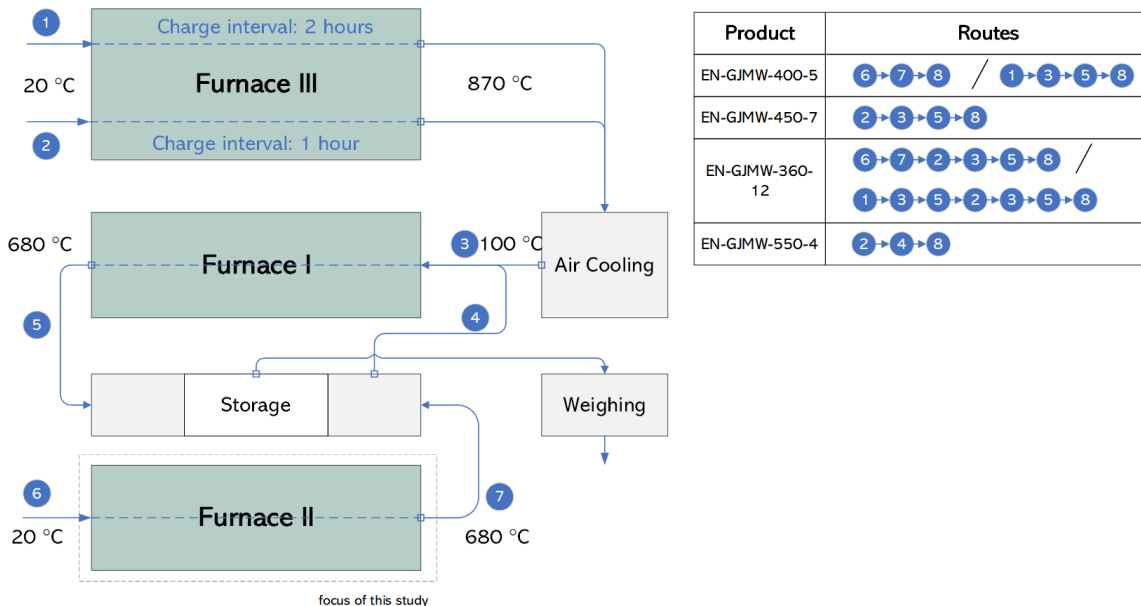 1
Charge interval: 2 hours
20 °C
Furnace III
870 °C
2
Charge interval: 1 hour
680 °C
Furnace I
3
100 °C
Air Cooling
5
4
Storage
Weighing
6
Furnace II
7
20 °C
680 °C
focus of this study
Product Routes
EN-GJMW-400-5 6 7 8 / 1 3 5 8
EN-GJMW-450-7 2 3 5 8
EN-GJMW-360-
12
6 7 2 3 5 8 /
1 3 5 2 3 5 8
EN-GJMW-550-4 2 4 8